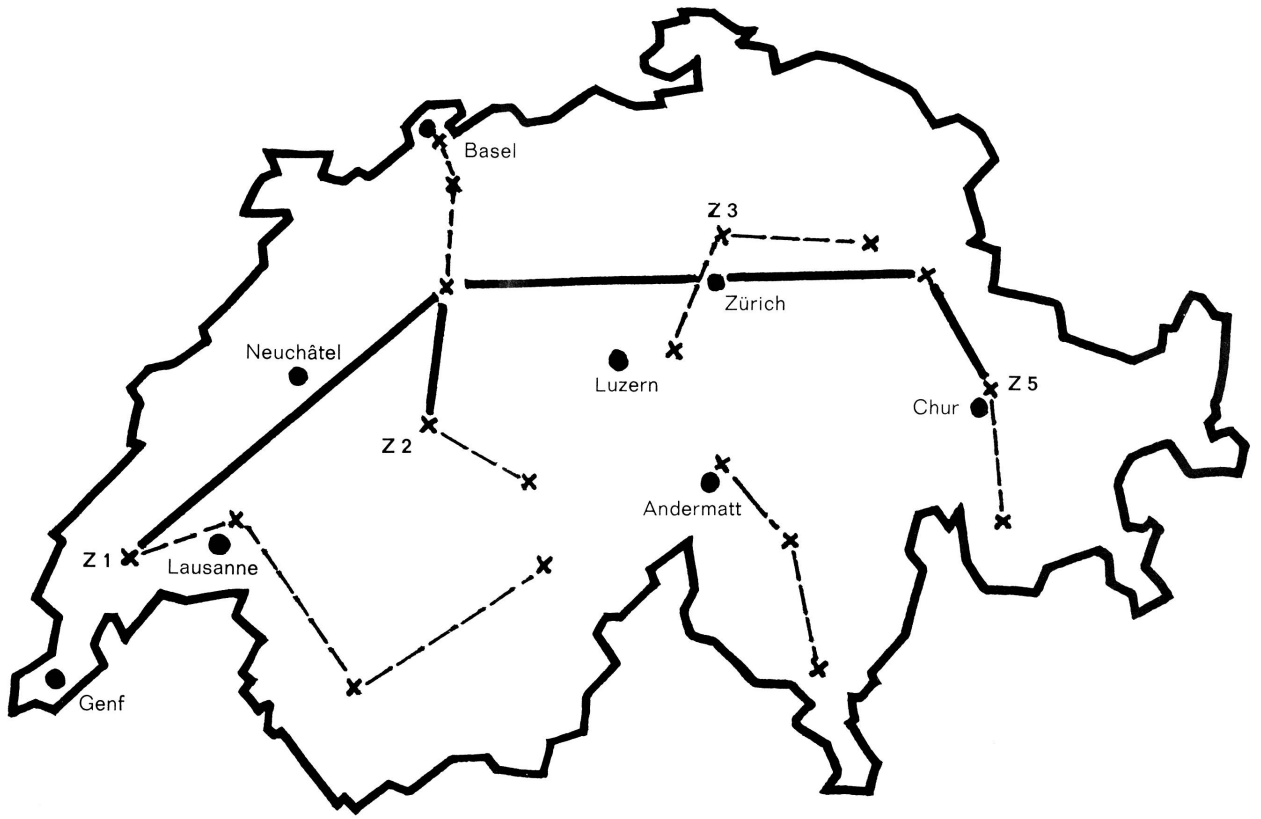 Basel
Z 3
Zürich
Neuchâtel
Luzern
Z 5
Chur
Z 2
Andermatt
Z 1
Lausanne
Genf